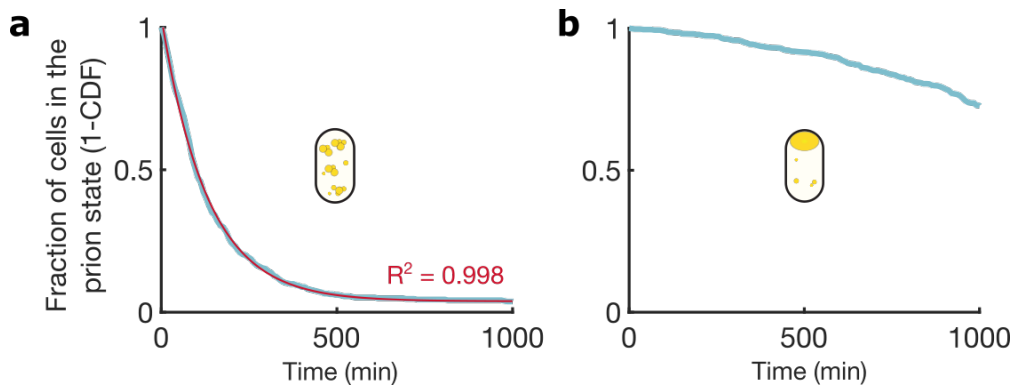 a
Fraction of cells in the
prion state (1-CDF)
1
0.5
0
R² = 0.998
0
500
1000
Time (min)
b
1
0.5
0
0
500
1000
Time (min)